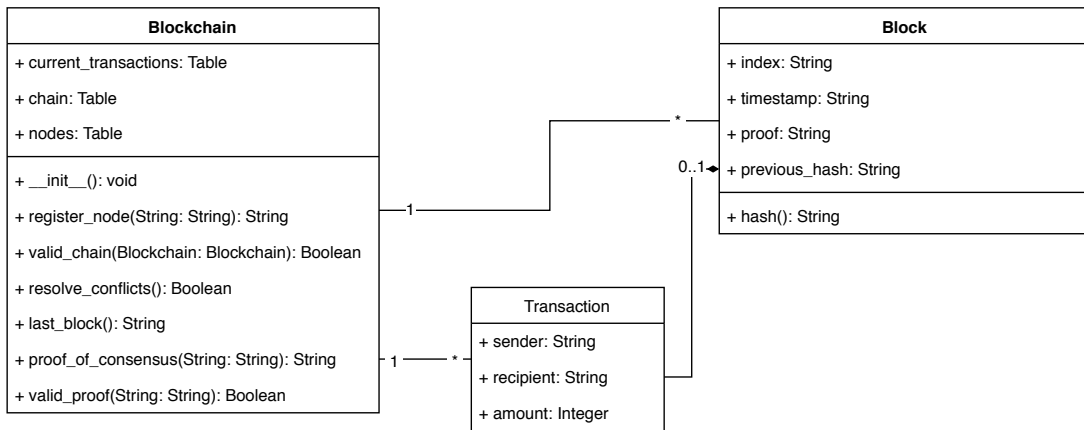 Blockchain
+ current_transactions: Table
+ chain: Table
+ nodes: Table
+ __init__(): void
+ register_node(String: String): String
+ valid_chain(Blockchain: Blockchain): Boolean
+ resolve_conflicts(): Boolean
+ last_block(): String
+ proof_of_consensus(String: String): String
+ valid_proof(String: String): Boolean
1
*
1
*
Block
+ index: String
+ timestamp: String
+ proof: String
+ previous_hash: String
+ hash(): String
0..1
Transaction
+ sender: String
+ recipient: String
+ amount: Integer